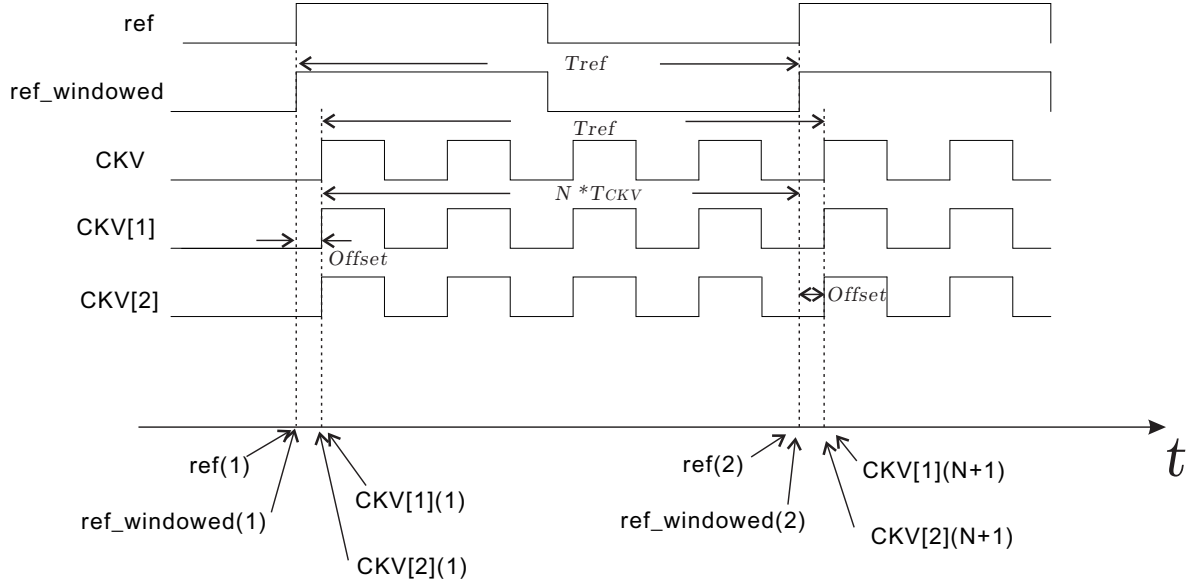 ref
Tref
ref_windowed
Tref
CKV
N *TCKV
CKV[1]
Offset
CKV[2]
Offset
t
ref(1)
ref(2)
CKV[1](N+1)
CKV[1](1)
ref_windowed(1)
ref_windowed(2)
CKV[2](N+1)
CKV[2](1)